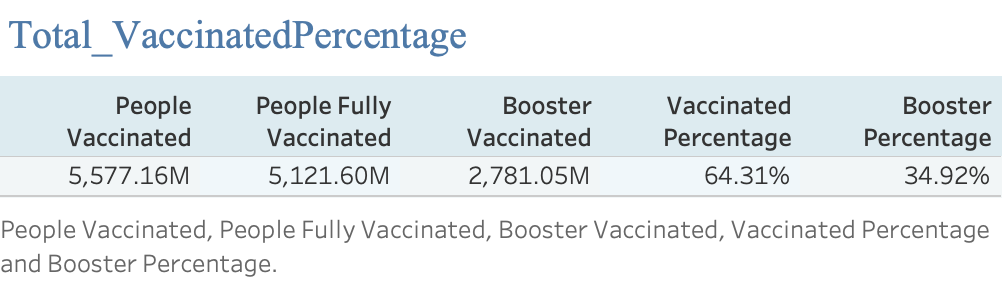 Total_VaccinatedPercentage
People People Fully Booster Vaccinated Booster
Vaccinated Vaccinated Vaccinated Percentage Percentage
5,577.16M 5,121.60M 2,781.05M 64.31% 34.92%
People Vaccinated, People Fully Vaccinated, Booster Vaccinated, Vaccinated Percentage
and Booster Percentage.